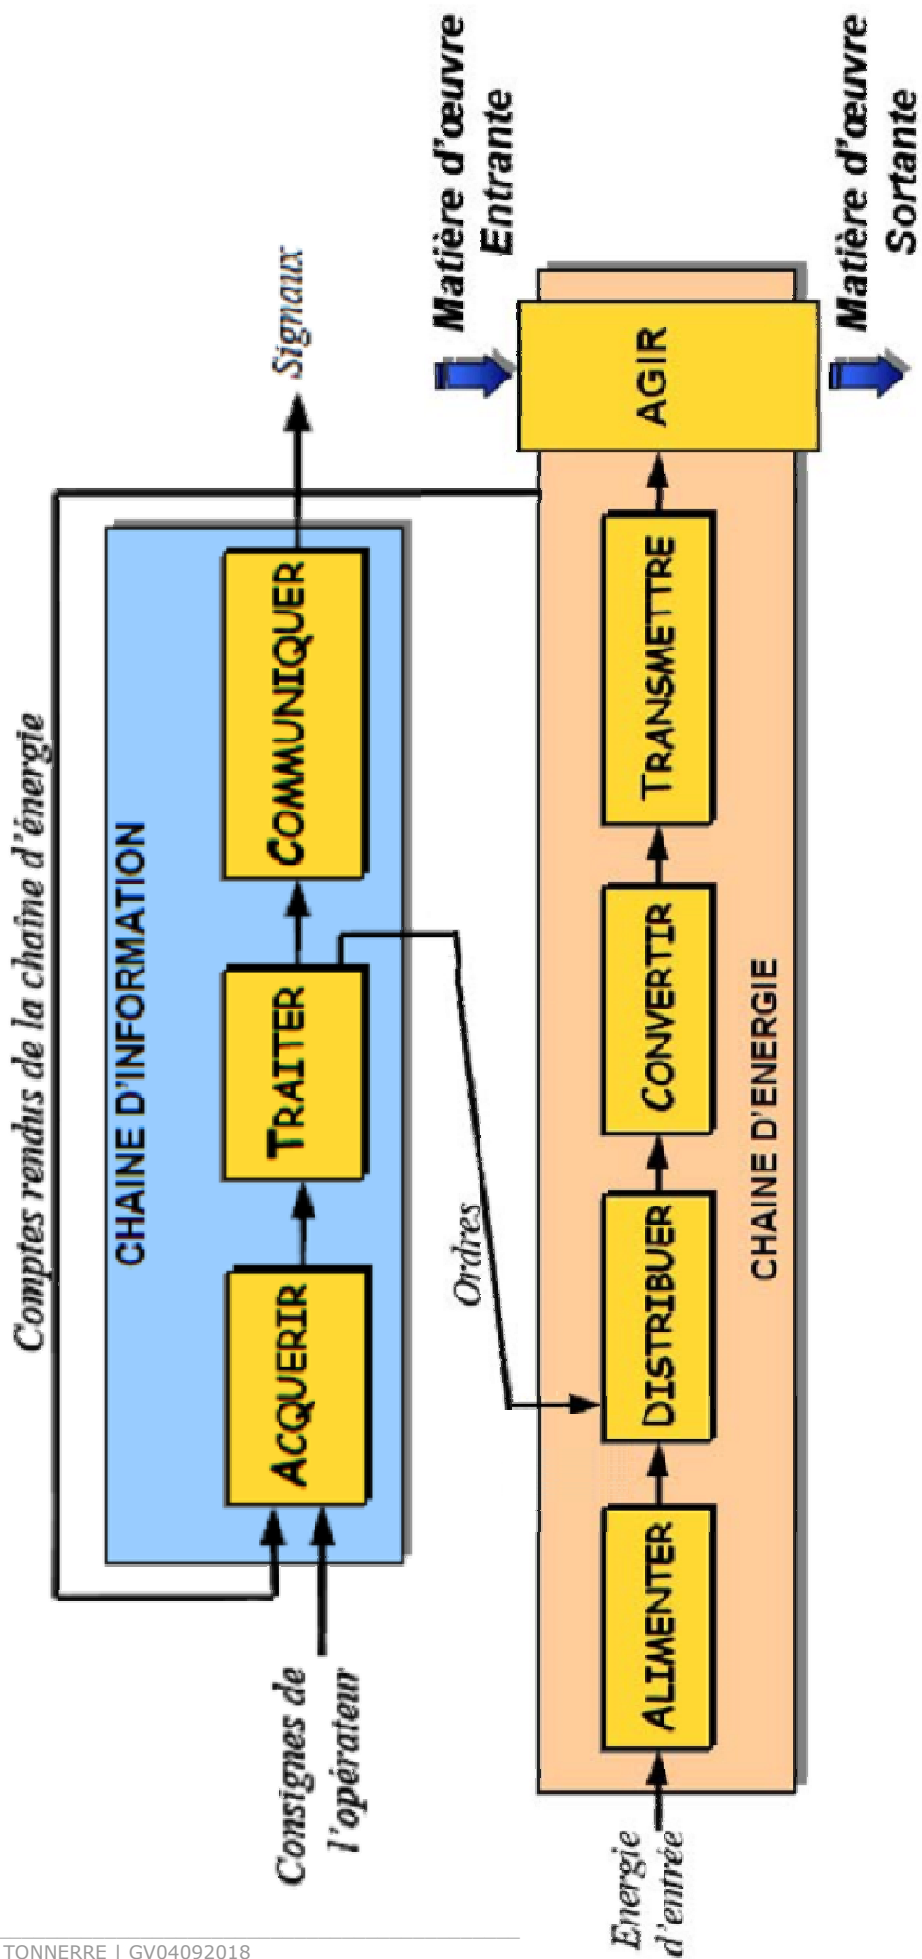 Comptes rendus de la chaine d'énergie
CHAINE D'INFORMATION
Consignes de
l'opérateur
ACQUERIR
TRAITER
COMMUNIQUER
Signaux
Ordres
Matière d'œuvre
Entrante
Energie
d'entrée
ALIMENTER
DISTRIBUER
CONVERTIR
TRANSMETTRE
AGIR
CHAINE D'ENERGIE
Matière d'œuvre
Sortante
TONNERRE | GV04092018